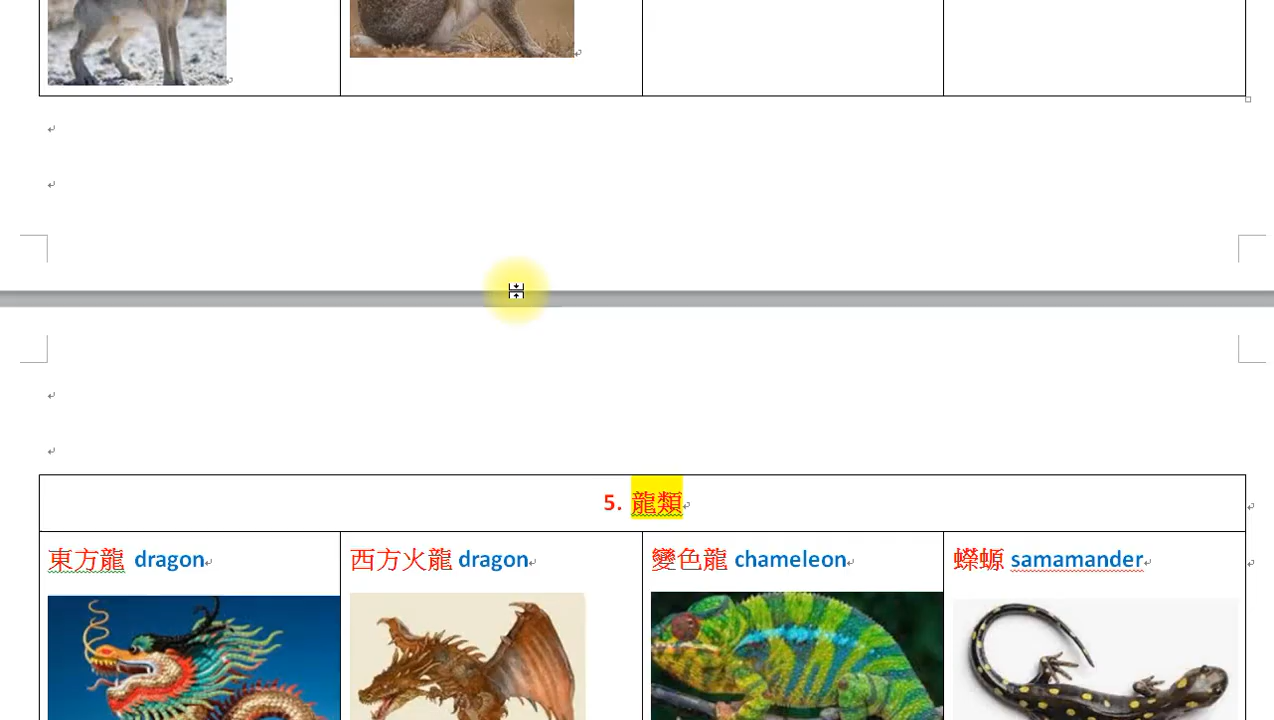 5. 龍類
東方龍 dragon
西方火龍 dragon
變色龍 chameleon
蠑螈 samamander